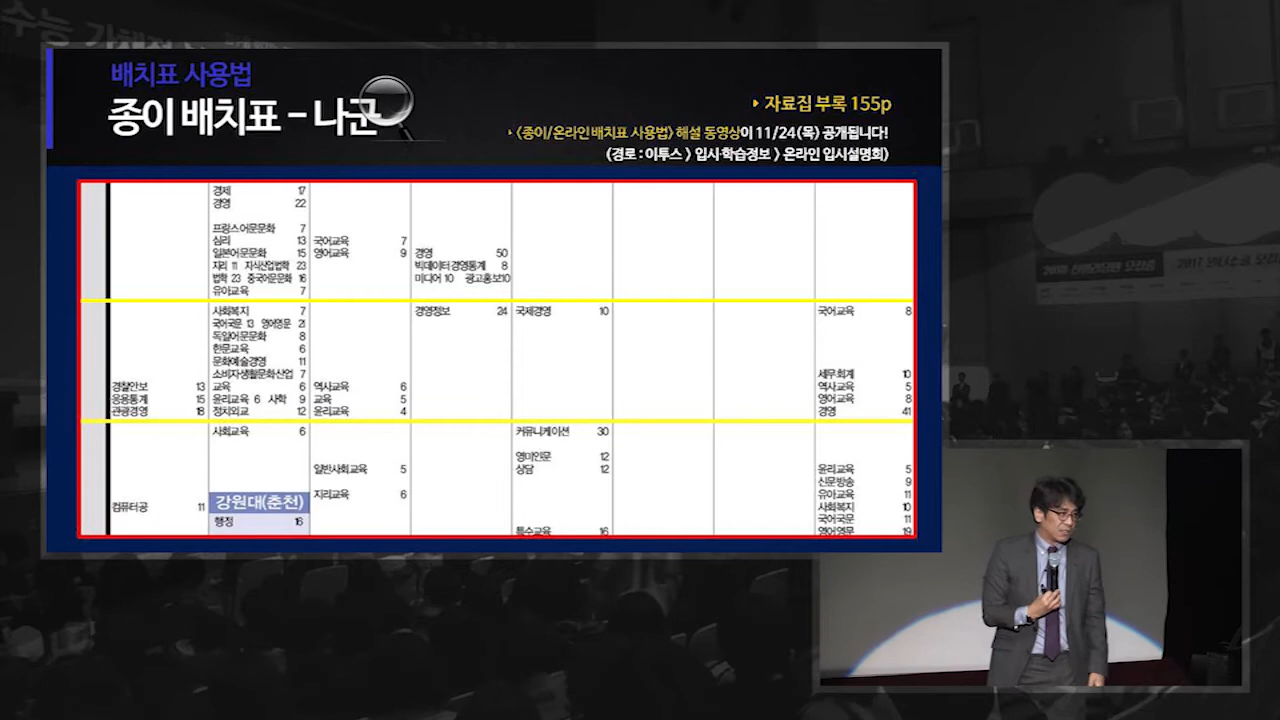 배치표 사용법
종이 배치표 - 나군
▶ 자료집 부록 155p
▶ <종이/온라인 배치표 사용법> 해설 동영상이 11/24(목) 공개됩니다!
(경로 : 이투스 > 입시·학습정보 > 온라인 입시설명회)
경제 17
경영 22
프랑스어문문화 7
심리 13 국어교육 7
일본어문문화 15 영어교육 9 경영 50
지리 11 지식산업법학 23 빅데이터경영통계 8
법학 23 중국어문문화 16 미디어 10 광고홍보10
유아교육 7
사회복지 7 경영정보 24 국제경영 10 국어교육 8
국어국문 13 영어영문 21
독일어문문화 8
한문교육 6
문화예술경영 11
소비자생활문화산업 7 세무회계 10
경찰안보 13 교육 6 역사교육 6 역사교육 5
응용통계 15 윤리교육 6 사학 9 교육 5 영어교육 8
관광경영 18 정치외교 12 윤리교육 4 경영 41
사회교육 6 커뮤니케이션 30
영미인문 12
일반사회교육 5 상담 12 윤리교육 5
신문방송 9
강원대(춘천) 지리교육 6 유아교육 11
컴퓨터공 11 사회복지 10
행정 16 국어국문 11
특수교육 16 영어영문 19